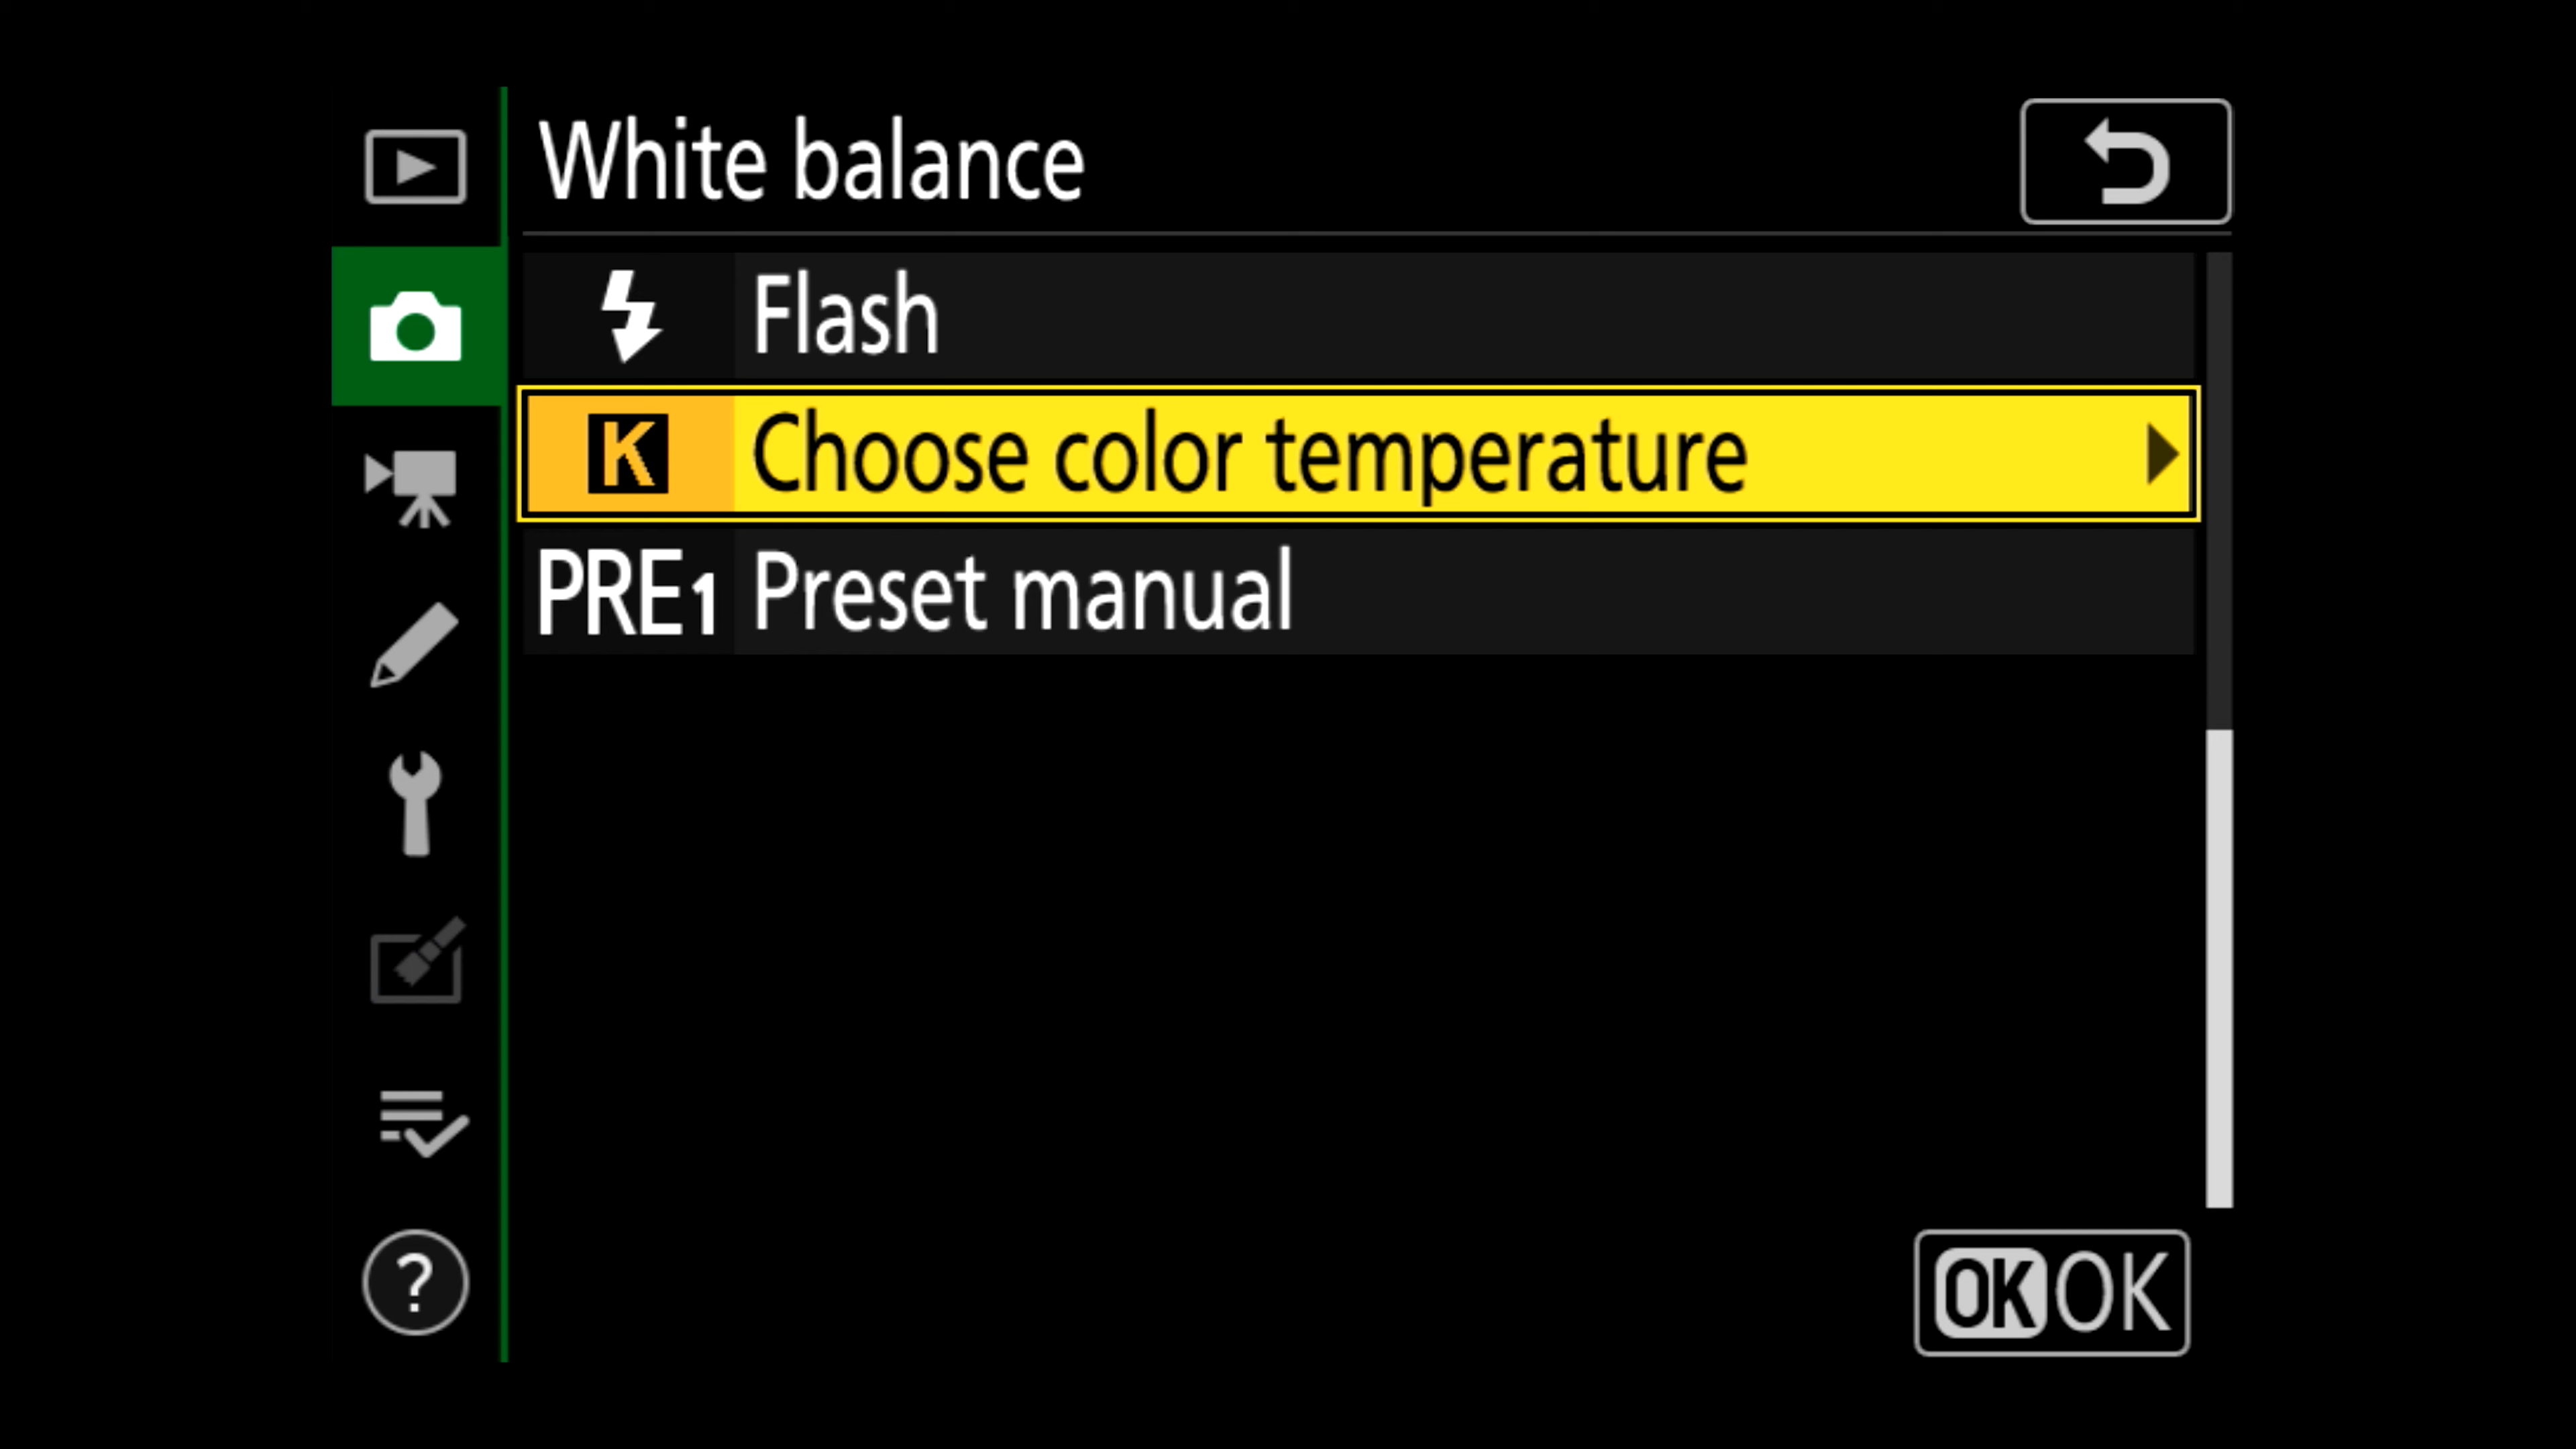 White balance
Flash
K Choose color temperature
PRE1 Preset manual
?
OK OK